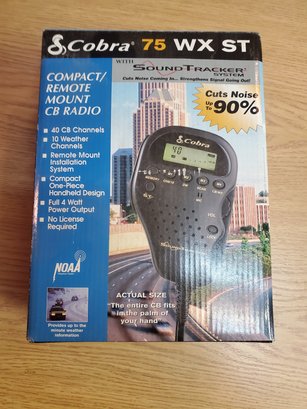 Cobra 75 WX ST
WITH SOUNDTRACKER
SYSTEM
Cuts Noise Coming In... Strengthens Signal Going Out!
COMPACT/
REMOTE
MOUNT
CB RADIO
Cuts Noise
Up To 90%
40 CB Channels
10 Weather
Channels
Remote Mount
Installation
System
Compact
One-Piece
Handheld Design
Full 4 Watt
Power Output
No License
Required
Cobra
40
VOL
NOAA
ACTUAL SIZE
"The entire CB fits
in the palm of
your hand"
Provides up to the
minute weather
information